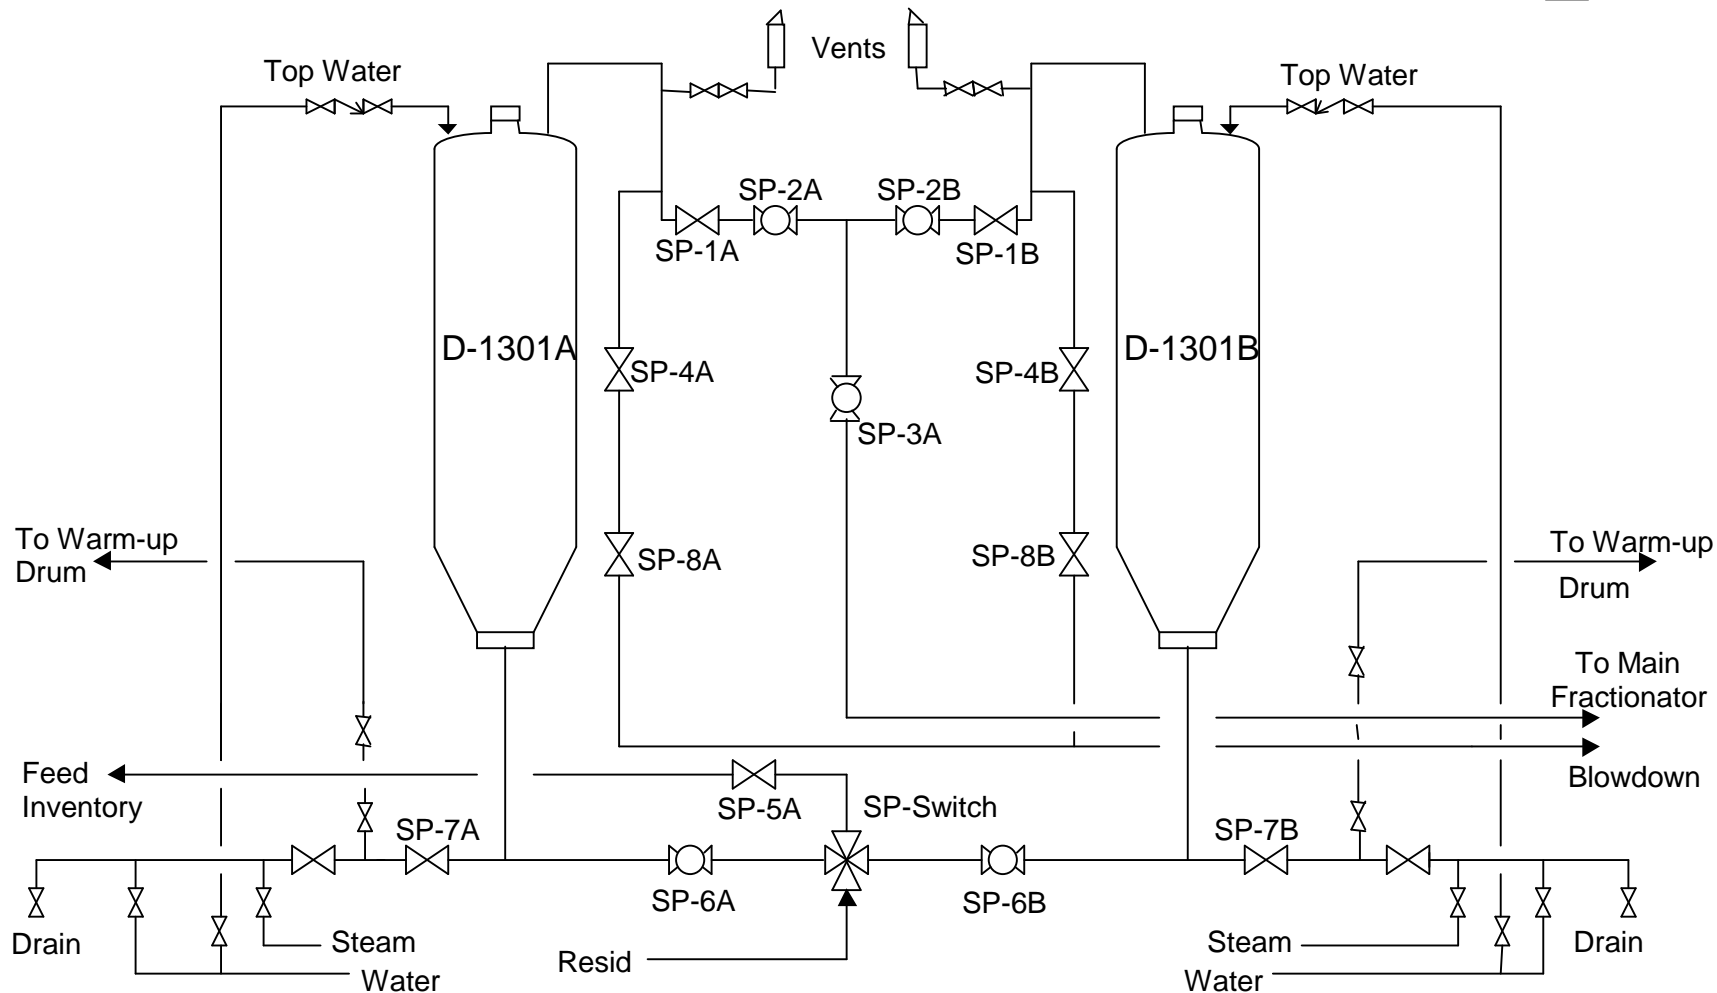 Vents
Top Water
Top Water
SP-2A
SP-2B
SP-1A
SP-1B
D-1301A
D-1301B
SP-4A
SP-4B
SP-3A
To Warm-up
Drum
SP-8A
SP-8B
To Warm-up
Drum
To Main
Fractionator
Blowdown
Feed
Inventory
SP-5A
SP-Switch
SP-7A
SP-7B
SP-6A
SP-6B
Drain
Steam
Water
Resid
Steam
Water
Drain